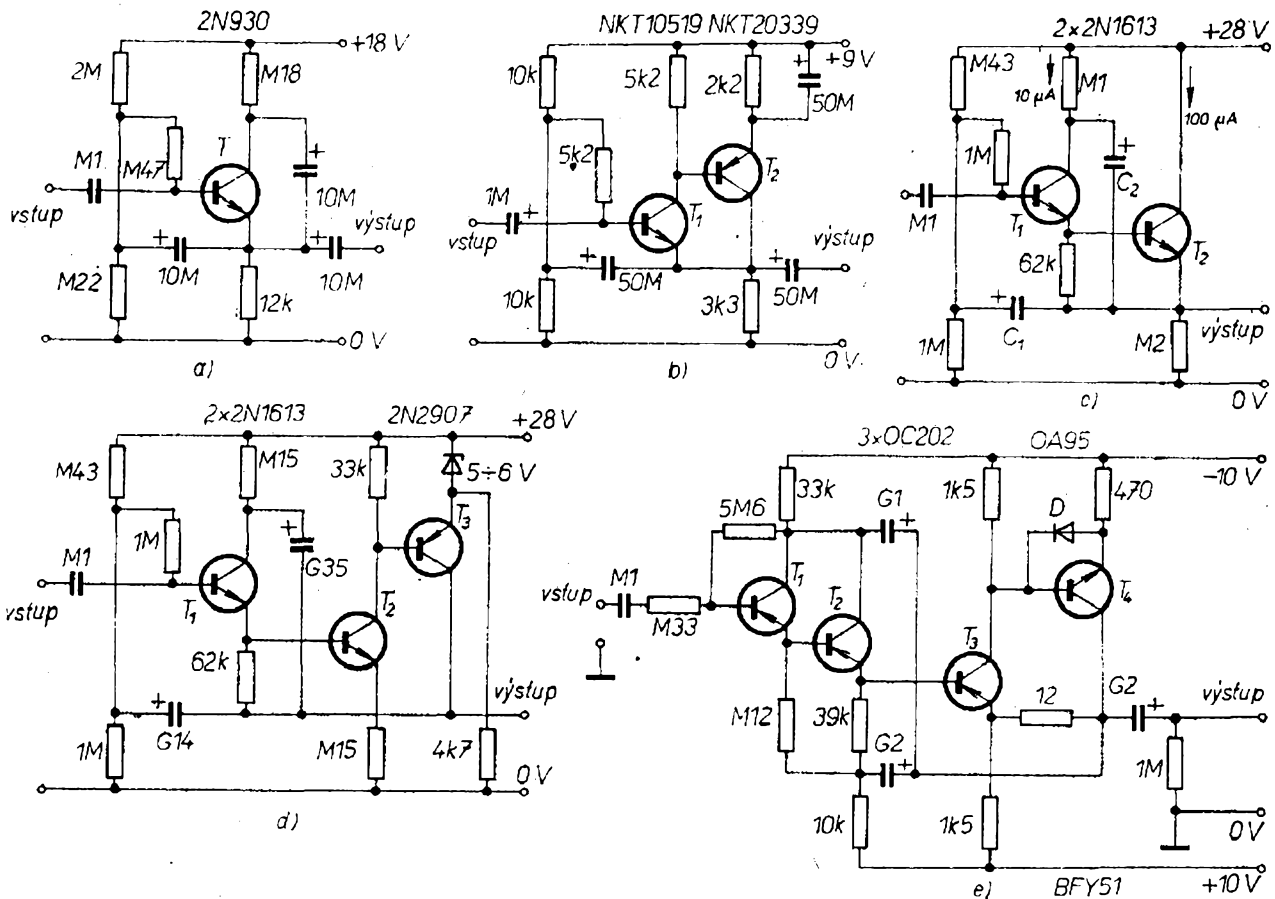 2N930
+18 V
2M
M18
M1
M47
T
10M
vstup
výstup
10M
10M
M22
12k
0 V
a)
NKT10519 NKT20339
+9 V
10k
5k2
2k2
50M
5k2
T2
1M
T1
vstup
výstup
50M
50M
10k
3k3
0 V
b)
2×2N1613
+28 V
M43
10 µA
M1
100 µA
1M
C2
M1
T1
T2
62k
výstup
1M
C1
M2
c)
0 V
2×2N1613
2N2907
+28 V
M43
M15
33k
5÷6 V
T3
1M
M1
G35
vstup
T1
T2
62k
výstup
1M
G14
M15
4k7
0 V
d)
3×OC202
OA95
-10 V
33k
G1
1k5
470
5M6
D
M1
T1
T2
T4
vstup
M33
T3
G2
výstup
12
M12
39k
G2
1M
10k
1k5
0 V
e)
BFY51
+10 V